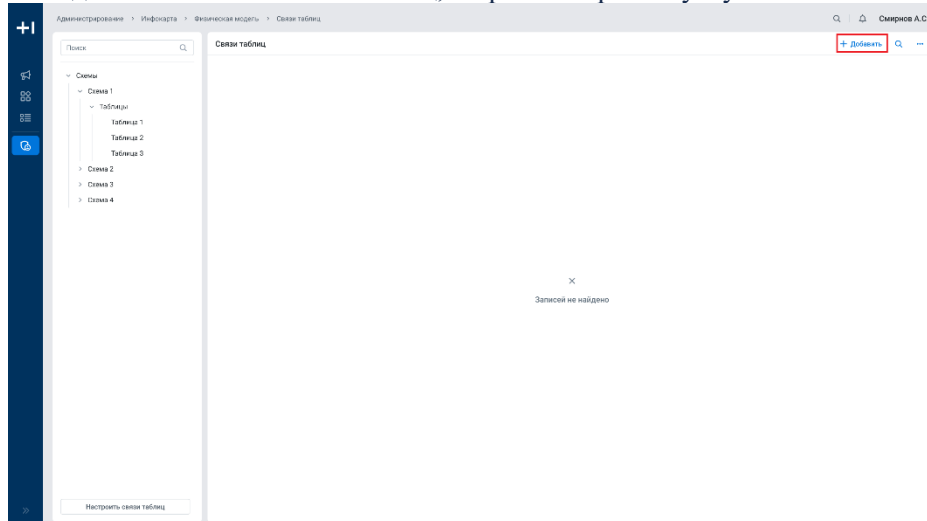 Администрирование > Инфокарта > Физическая модель > Связи таблиц
Смирнов А.С
Поиск
Связи таблиц
+ Добавить
Схемы
Схема 1
Таблицы
Таблица 1
Таблица 2
Таблица 3
Схема 2
Схема 3
Схема 4
Записей не найдено
Настроить связи таблиц